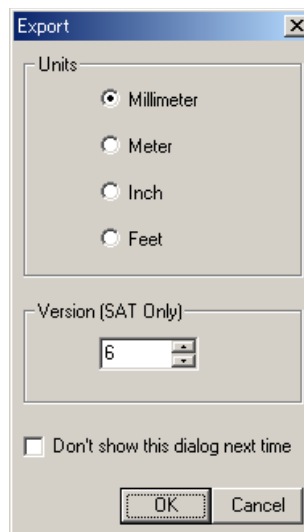 Export
Units
Millimeter
Meter
Inch
Feet
Version (SAT Only)
6
Don't show this dialog next time
OK Cancel